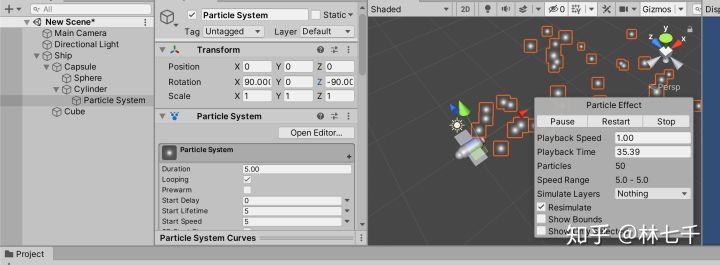 All
New Scene*
Main Camera
Directional Light
Ship
Capsule
Sphere
Cylinder
Particle System
Cube
Project
Particle System
Static
Tag Untagged Layer Default
Transform
Position X 0 Y 0 Z 0
Rotation X 90.000 Y 0 Z -90.00
Scale X 1 Y 1 Z 1
Particle System
Open Editor...
Particle System
Duration 5.00
Looping
Prewarm
Start Delay 0
Start Lifetime 5
Start Speed 5
Particle System Curves
Shaded 2D 0 Gizmos
x z
Persp
Particle Effect
Pause Restart Stop
Playback Speed 1.00
Playback Time 35.39
Particles 50
Speed Range 5.0 - 5.0
Simulate Layers Nothing
Resimulate
Show Bounds
Show Only Selected
知乎 @林七千
Disp